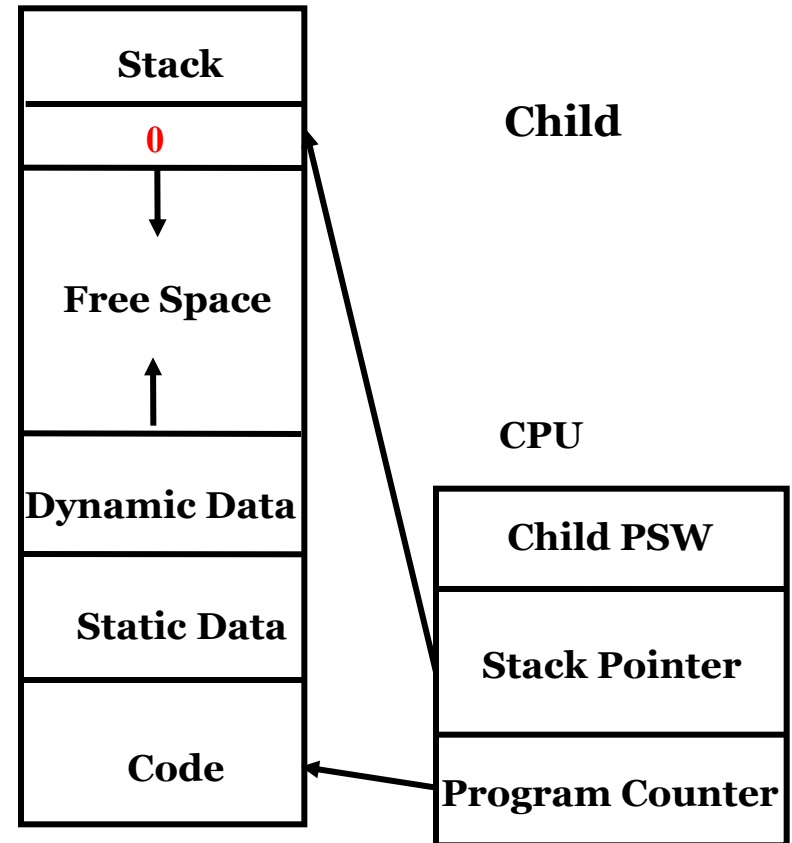 Stack
0
Child
Free Space
CPU
Dynamic Data
Child PSW
Static Data
Stack Pointer
Code
Program Counter